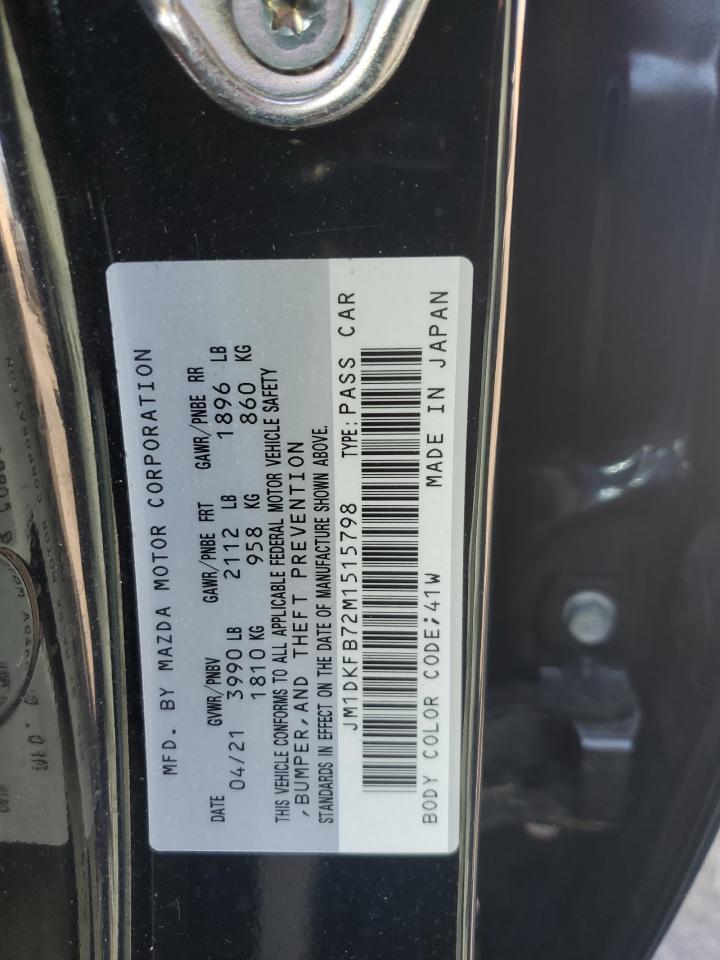 MFD. BY MAZDA MOTOR CORPORATION
DATE GVWR/PNBV GAWR/PNBE FRT GAWR/PNBE RR
04/21 3990 LB 2112 LB 1896 LB
1810 KG 958 KG 860 KG
THIS VEHICLE CONFORMS TO ALL APPLICABLE FEDERAL MOTOR VEHICLE SAFETY
,BUMPER,AND THEFT PREVENTION
STANDARDS IN EFFECT ON THE DATE OF MANUFACTURE SHOWN ABOVE.
JM1DKFB72M1515798 TYPE:PASS CAR
BODY COLOR CODE:41W MADE IN JAPAN